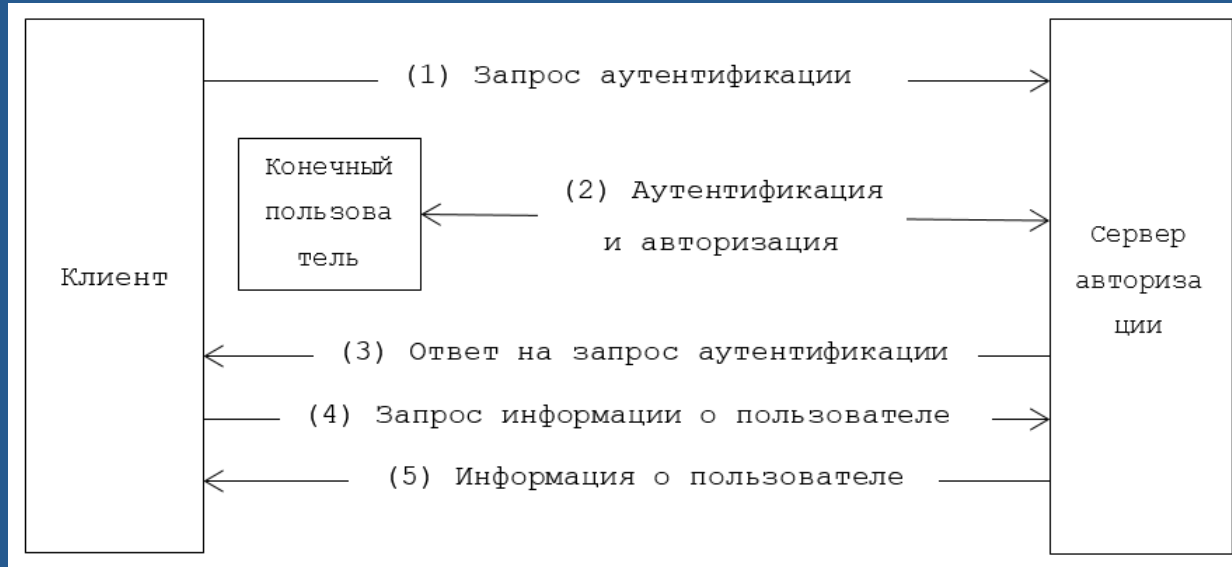 (1) Запрос аутентификации
Конечный
пользова
тель
(2) Аутентификация
и авторизация
Клиент
Сервер
авториза
ции
(3) Ответ на запрос аутентификации
(4) Запрос информации о пользователе
(5) Информация о пользователе